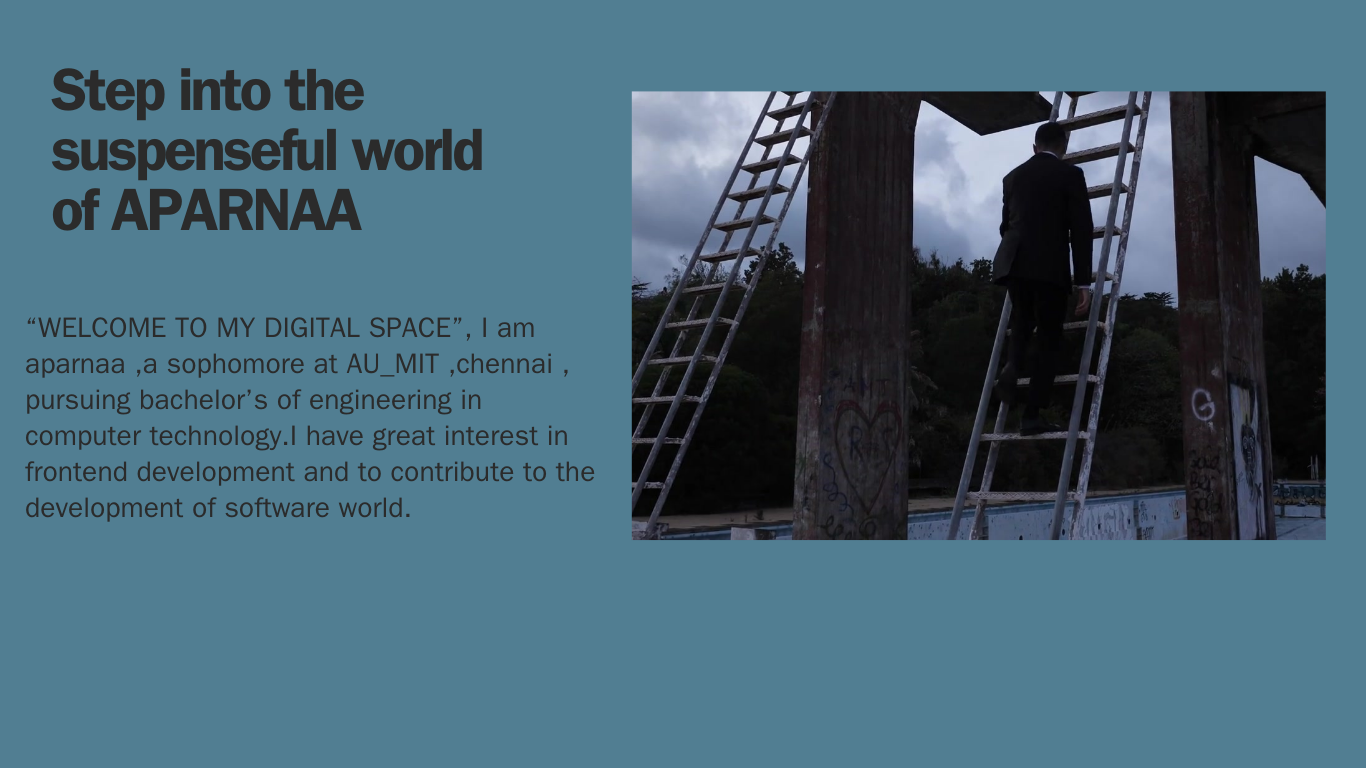 Step into the
suspenseful world
of APARNAA
“WELCOME TO MY DIGITAL SPACE”, I am
aparnaa ,a sophomore at AU_MIT ,chennai ,
pursuing bachelor’s of engineering in
computer technology.I have great interest in
frontend development and to contribute to the
development of software world.
G